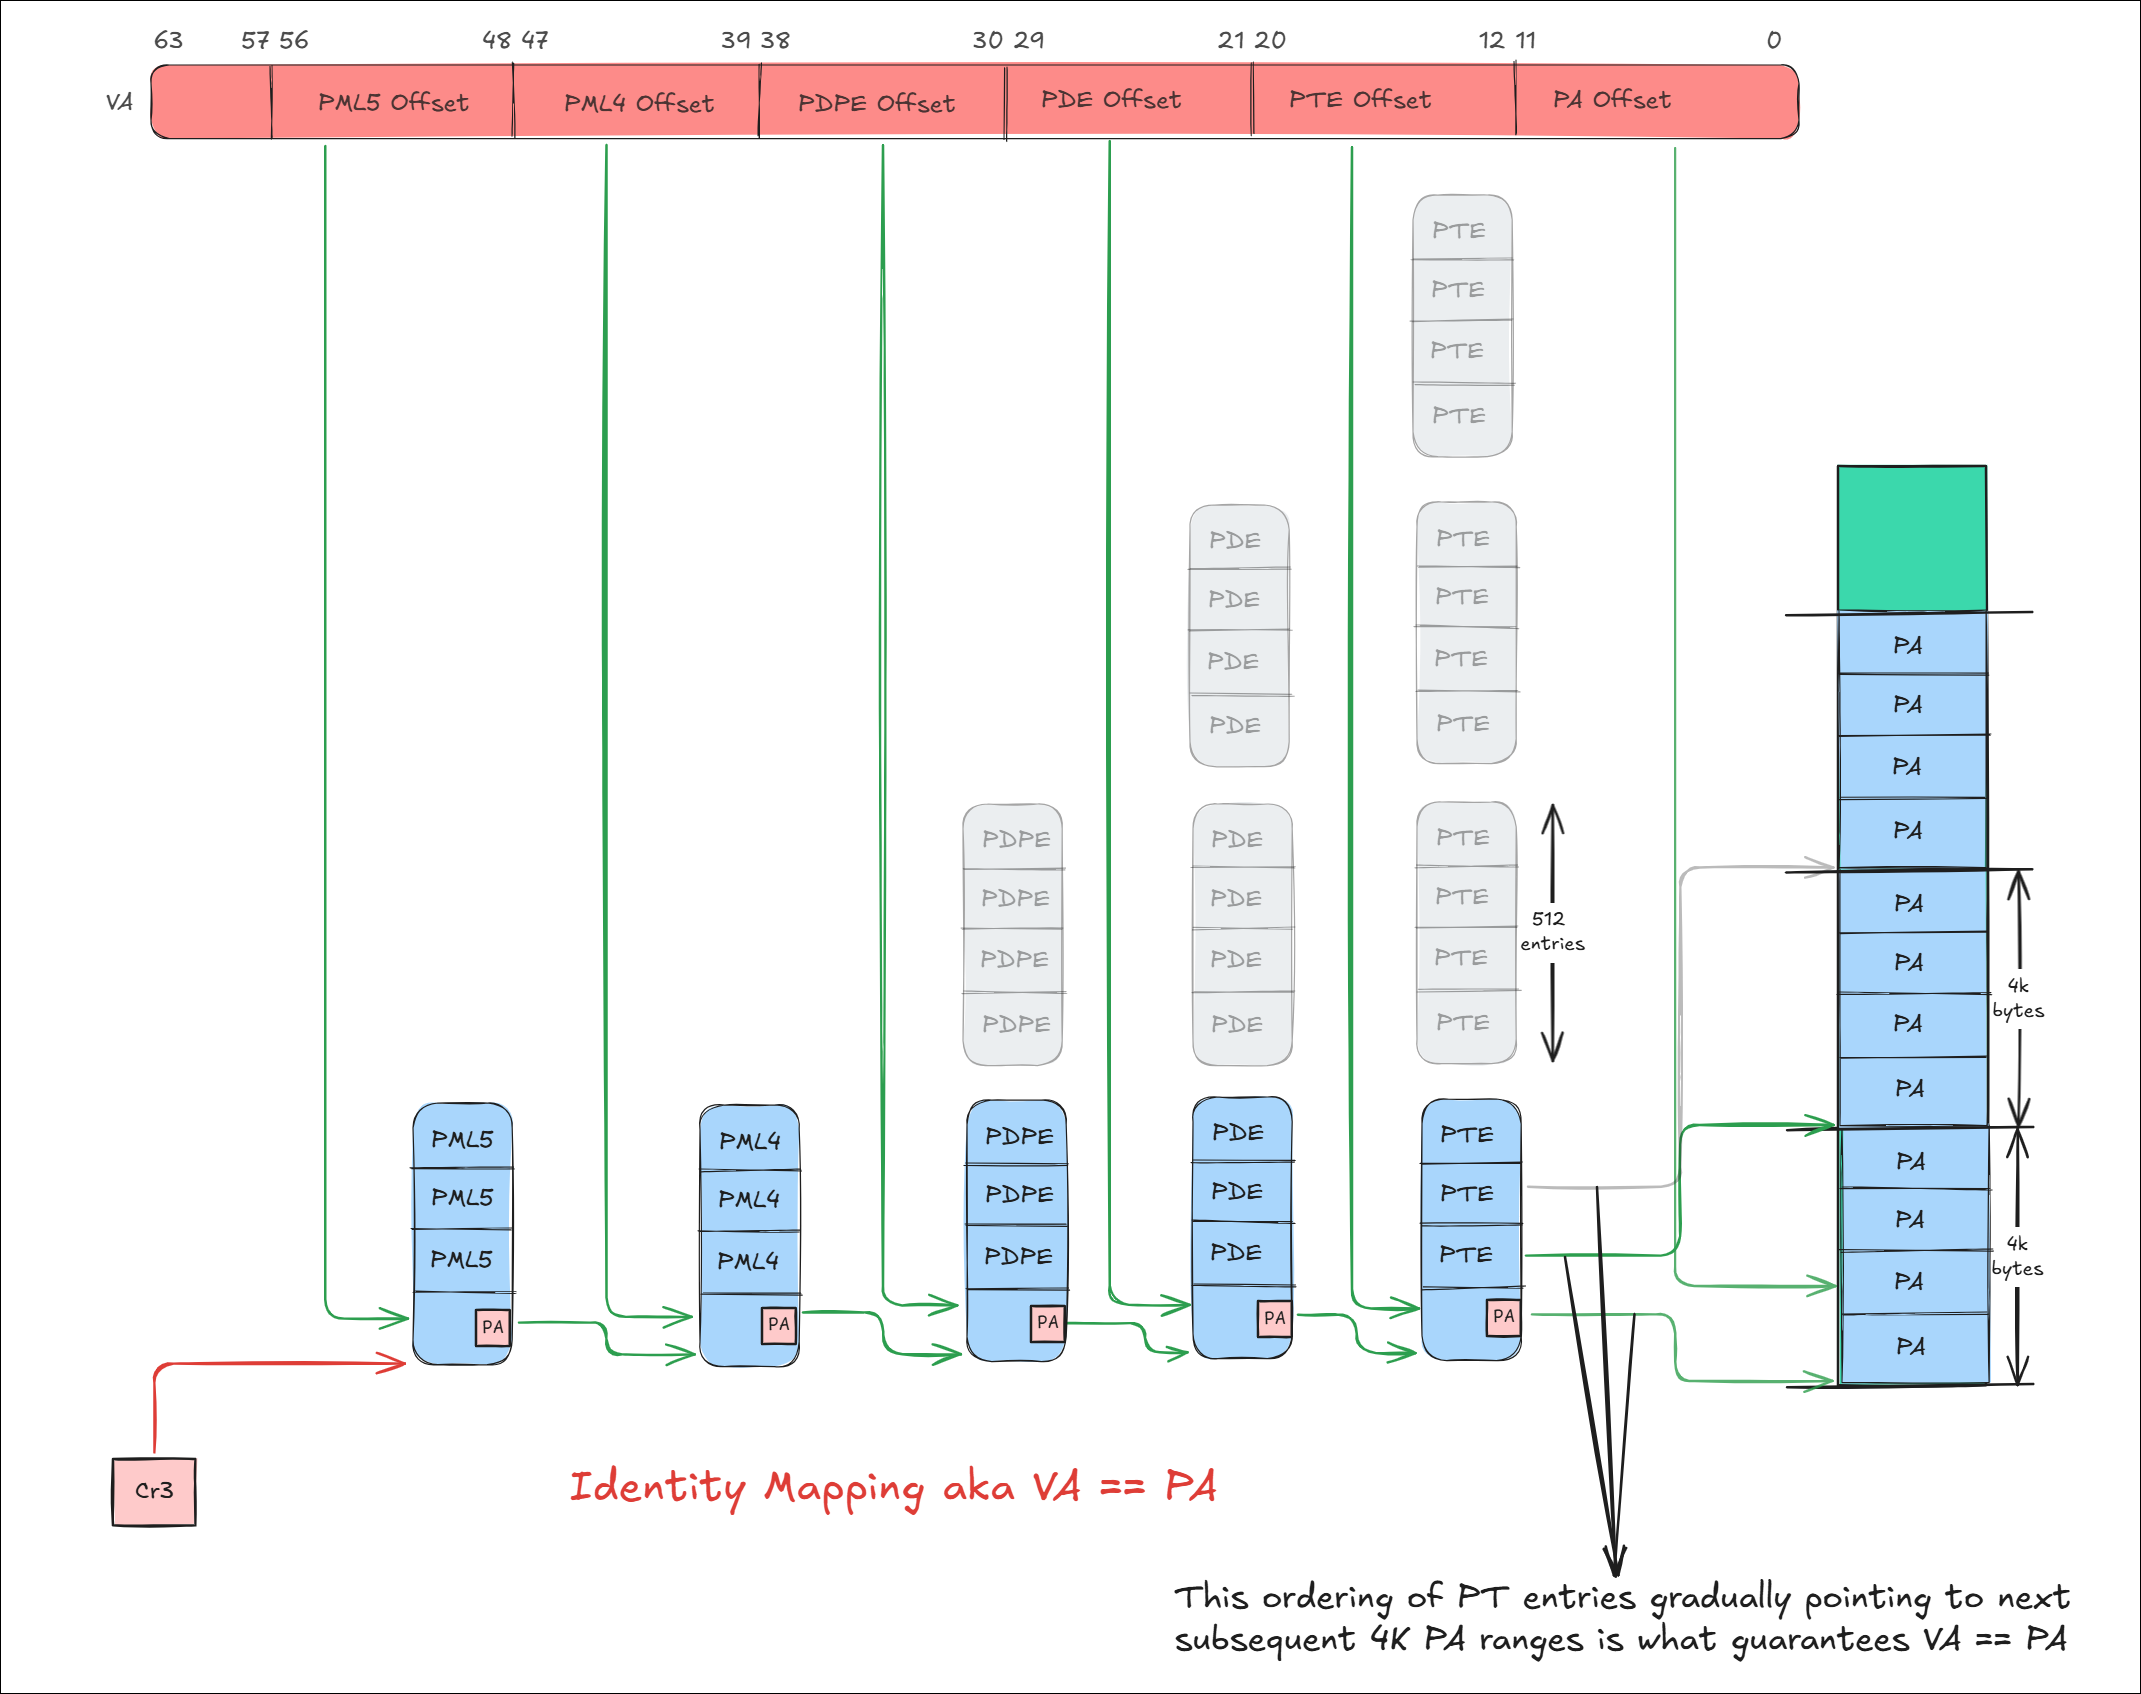 63 57 56 48 47 39 38 30 29 21 20 12 11 0
VA PML5 Offset PML4 Offset PDPE Offset PDE Offset PTE Offset PA Offset
PTE
PTE
PTE
PTE
PDE PTE
PDE PTE
PDE PTE
PDE PTE
PA
PA
PA
PA
PDPE PDE PTE
PDPE PDE PTE
PDPE PDE PTE
PDPE PDE PTE
512
entries
PA
PA
PA
PA
4k
bytes
PML5 PML4 PDPE PDE PTE
PML5 PML4 PDPE PDE PTE
PML5 PML4 PDPE PDE PTE
PA PA PA PA PA
PA
PA
PA
PA
4k
bytes
Cr3
Identity Mapping aka VA == PA
This ordering of PT entries gradually pointing to next
subsequent 4K PA ranges is what guarantees VA == PA